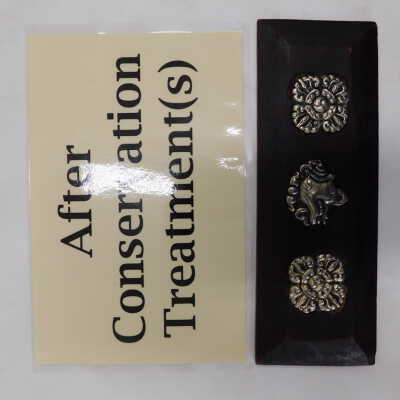 After
Conservation
Treatment(s)